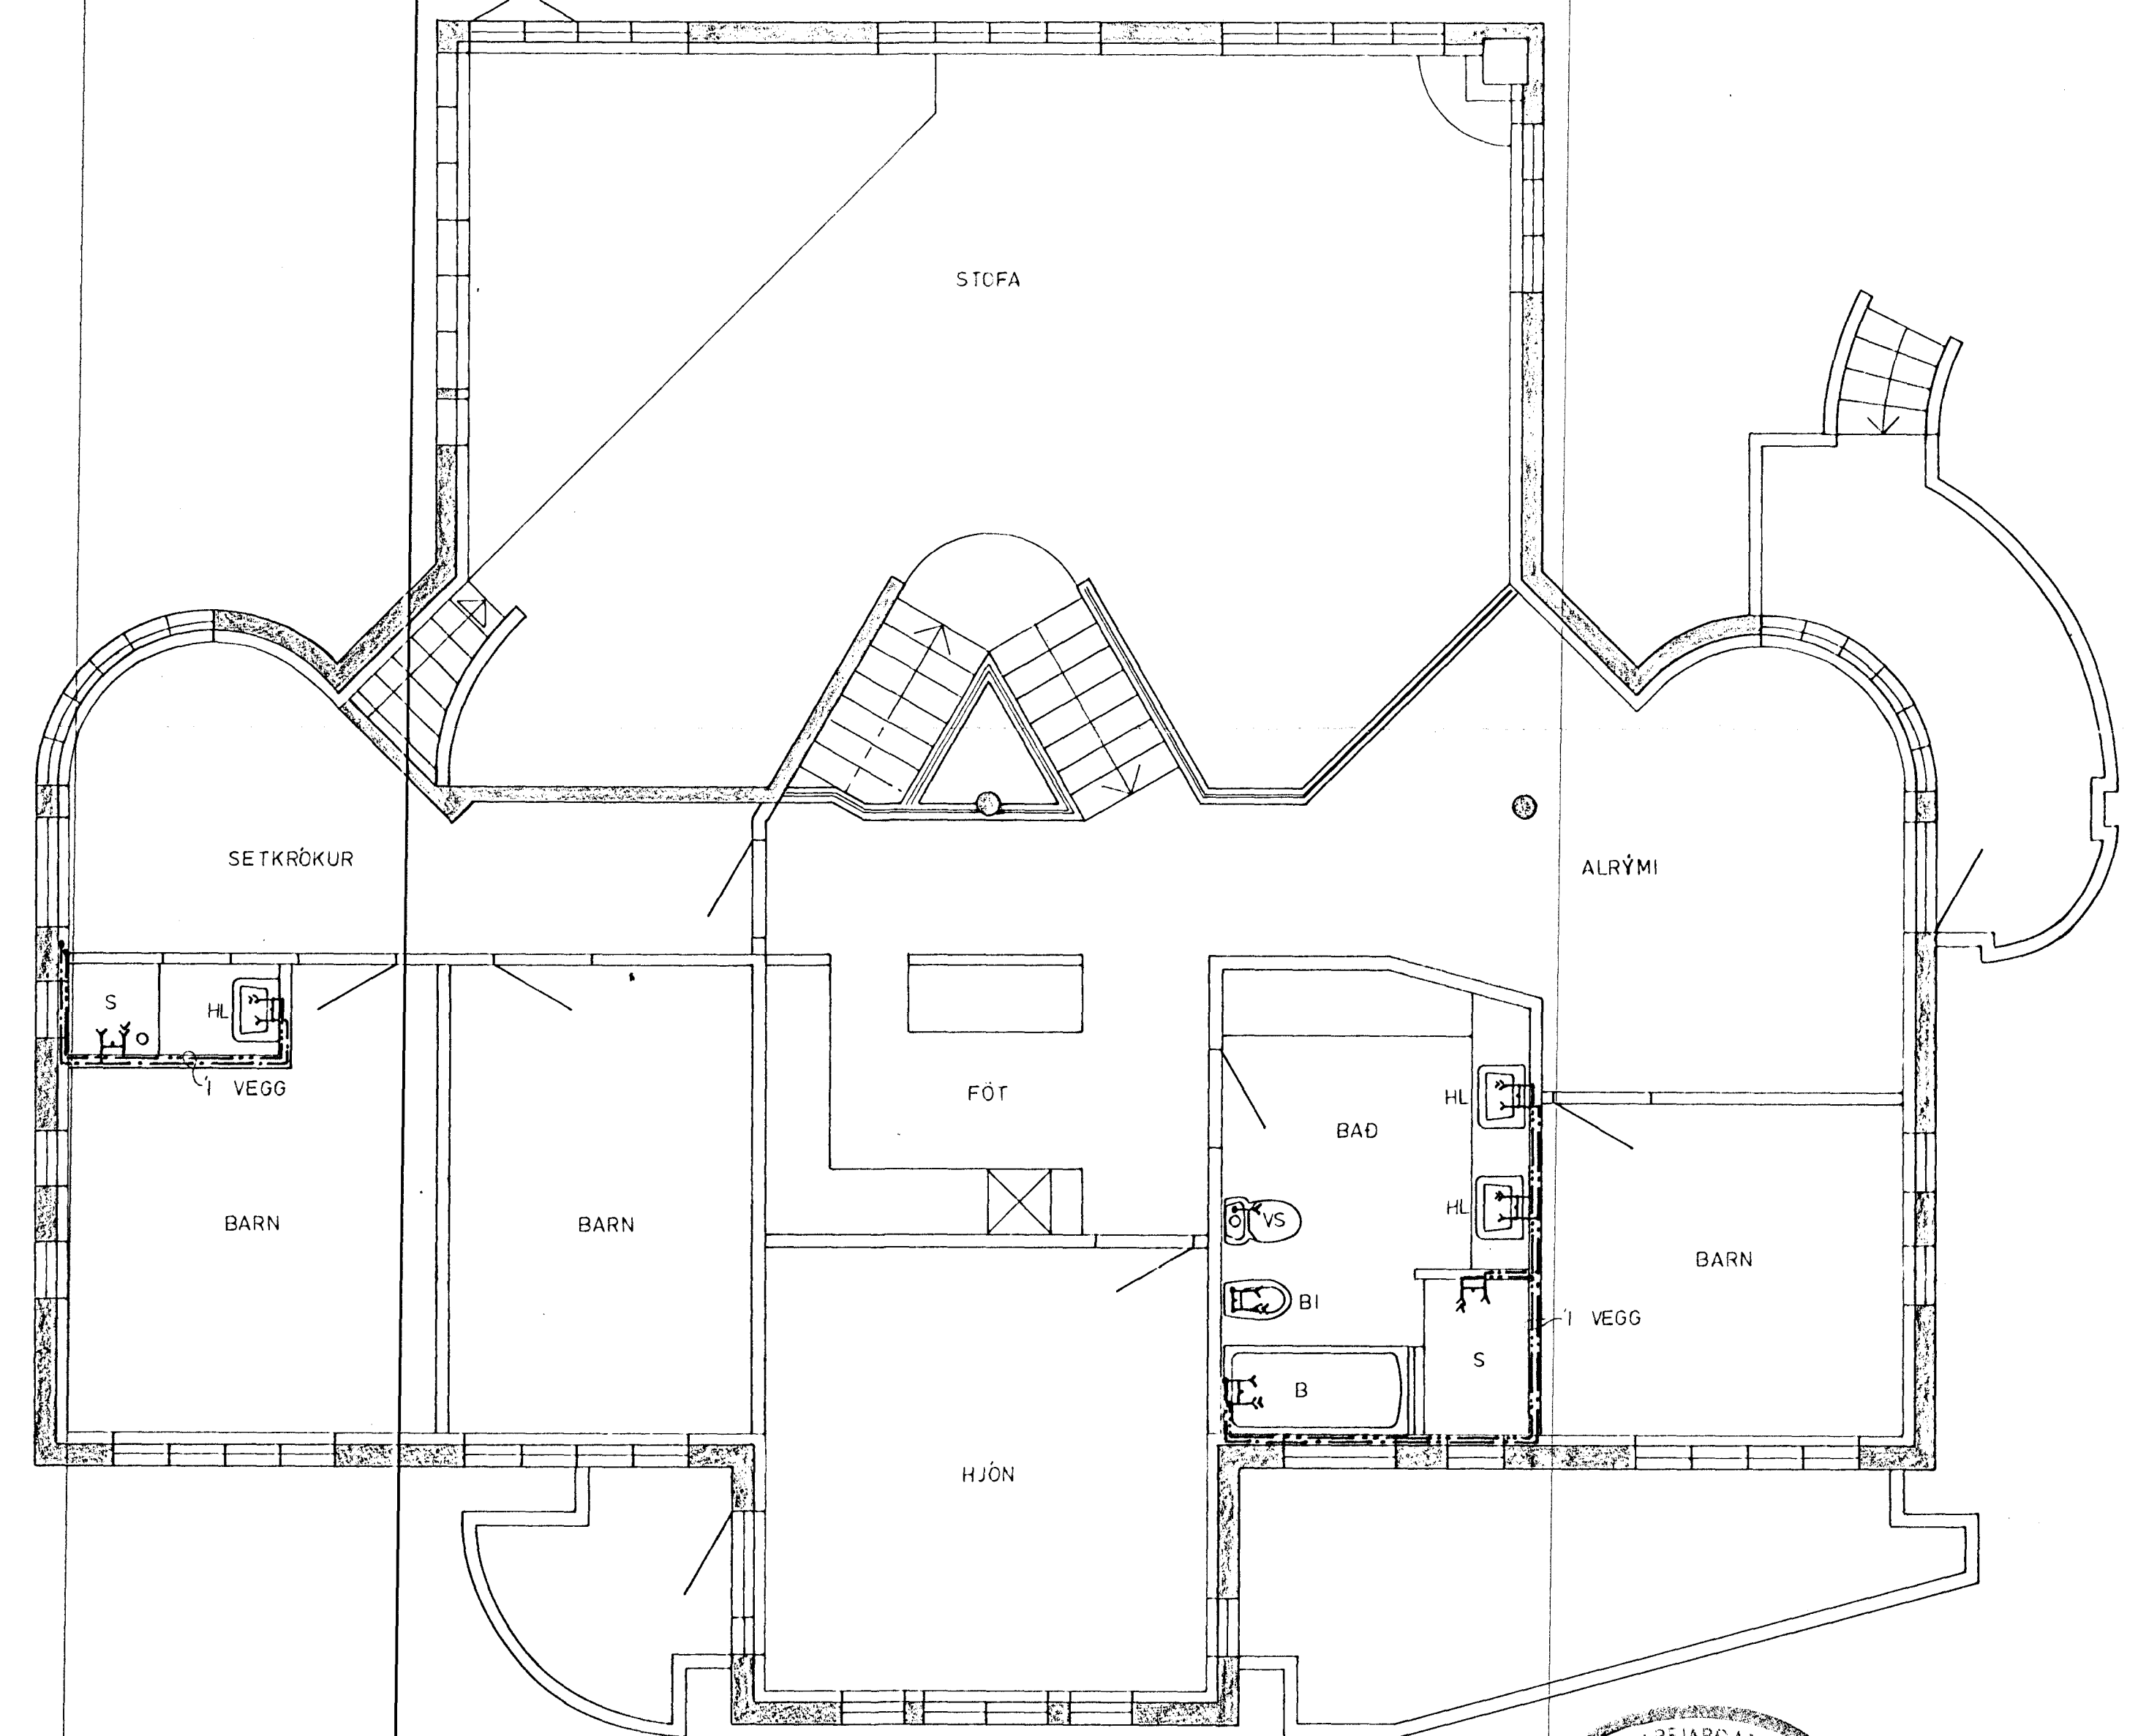 STOFA
SETKRÓKUR
ALRÝMI
S
HL
Í VEGG
FÖT
HL
BAÐ
HL
VS
BARN
BARN
BARN
BI
Í VEGG
S
B
HJÓN